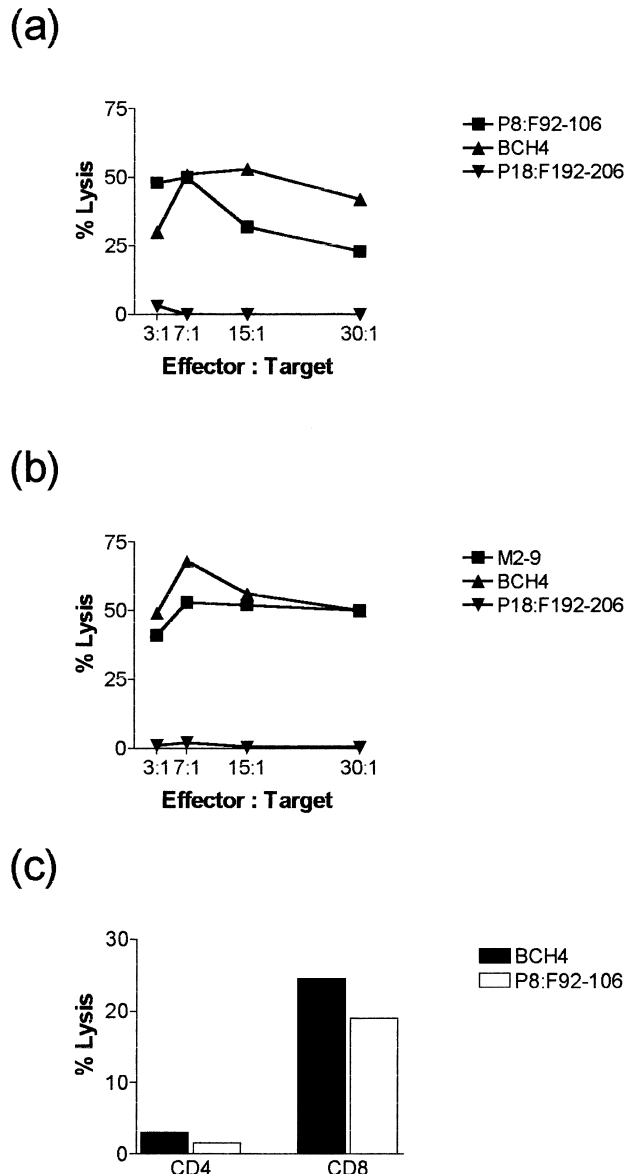 (a)
75
50
25
0
% Lysis
3:1 7:1 15:1 30:1
Effector : Target
P8:F92-106
BCH4
P18:F192-206
(b)
75
50
25
0
% Lysis
3:1 7:1 15:1 30:1
Effector : Target
M2-9
BCH4
P18:F192-206
(c)
30
20
10
0
% Lysis
CD4 CD8
BCH4
P8:F92-106